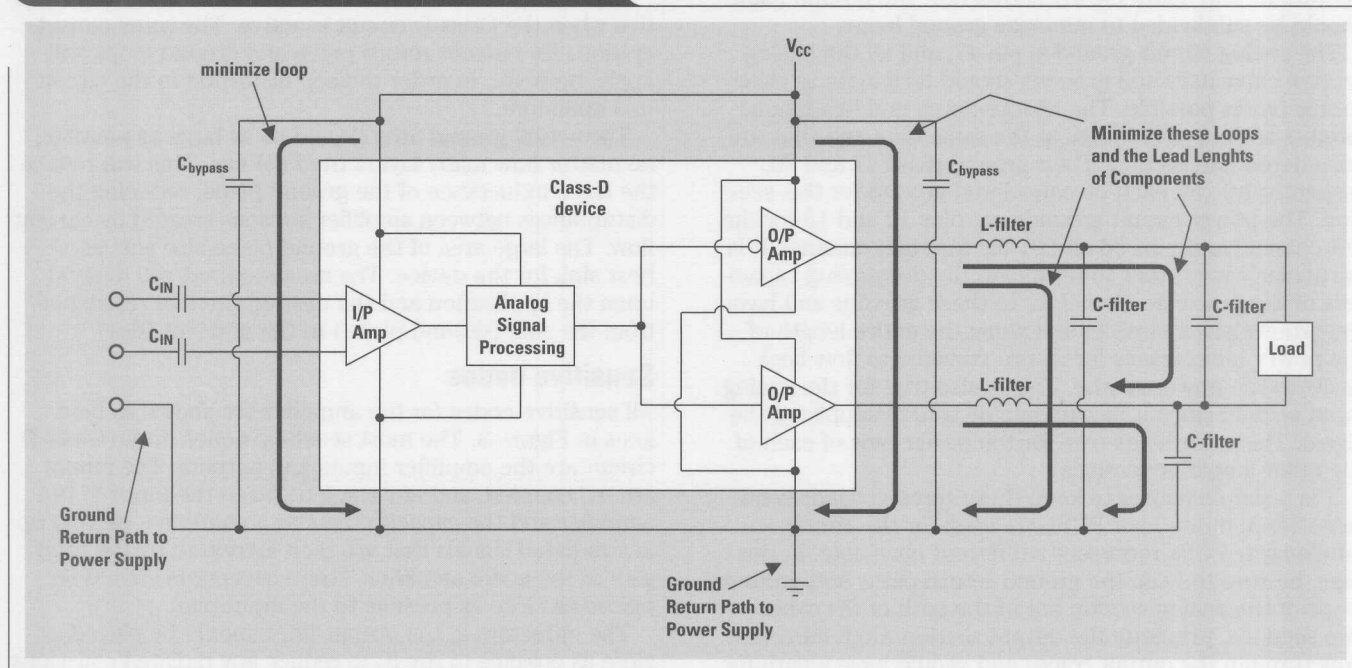 V_CC
minimize loop
Minimize these Loops
and the Lead Lenghts
of Components
C_bypass
Class-D
device
C_bypass
L-filter
O/P
Amp
C_IN
C_IN
I/P
Amp
Analog
Signal
Processing
C-filter
C-filter
Load
O/P
Amp
L-filter
C-filter
Ground
Return Path to
Power Supply
Ground
Return Path to
Power Supply